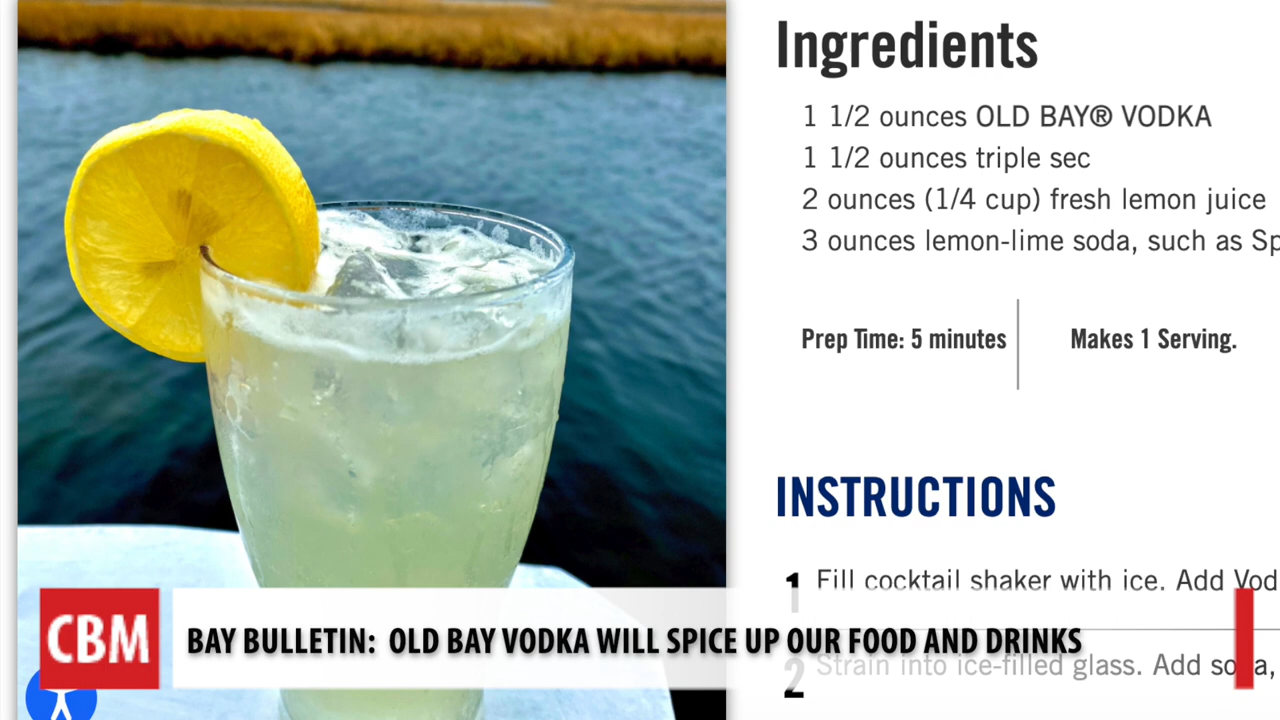 Ingredients
1 1/2 ounces OLD BAY® VODKA
1 1/2 ounces triple sec
2 ounces (1/4 cup) fresh lemon juice
3 ounces lemon-lime soda, such as Sp
Prep Time: 5 minutes
Makes 1 Serving.
INSTRUCTIONS
1 Fill cocktail shaker with ice. Add Vod
2 Strain into ice-filled glass. Add soda,
CBM
BAY BULLETIN: OLD BAY VODKA WILL SPICE UP OUR FOOD AND DRINKS